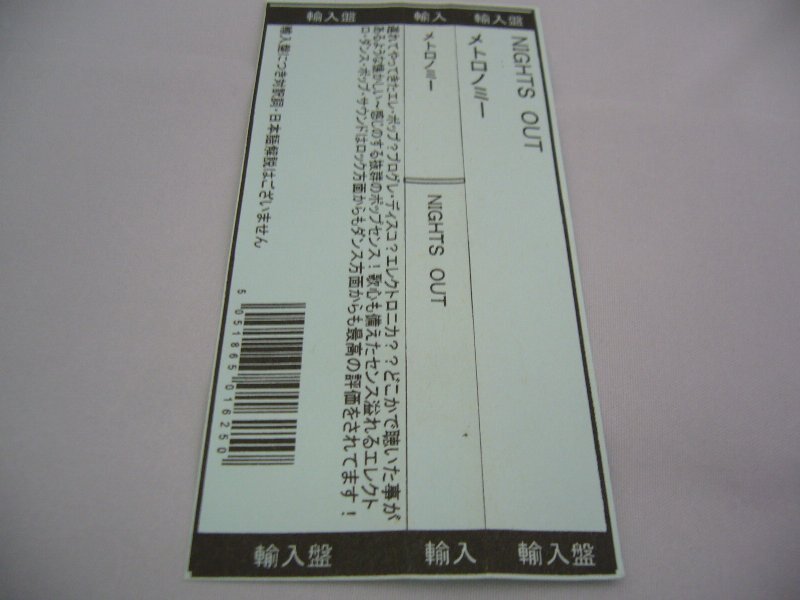 輸入盤
輸入
輸入盤
NIGHTS OUT
メトロノミー
メトロノミー
NIGHTS OUT
遅れてやってきたエレ・ポップ？プログレ・ディスコ？エレクトロニカ？？どこかで聴いた事が
あるような懐かしい〜感じのする抜群のポップセンス！歌心も備えたセンス溢れるエレクト
ロ・ダンス・ポップ・サウンドはロック方面からもダンス方面からも最高の評価をされてます！
輸入盤につき対訳詞・日本語解説はございません
5 051865 016250
輸入盤
輸入
輸入盤